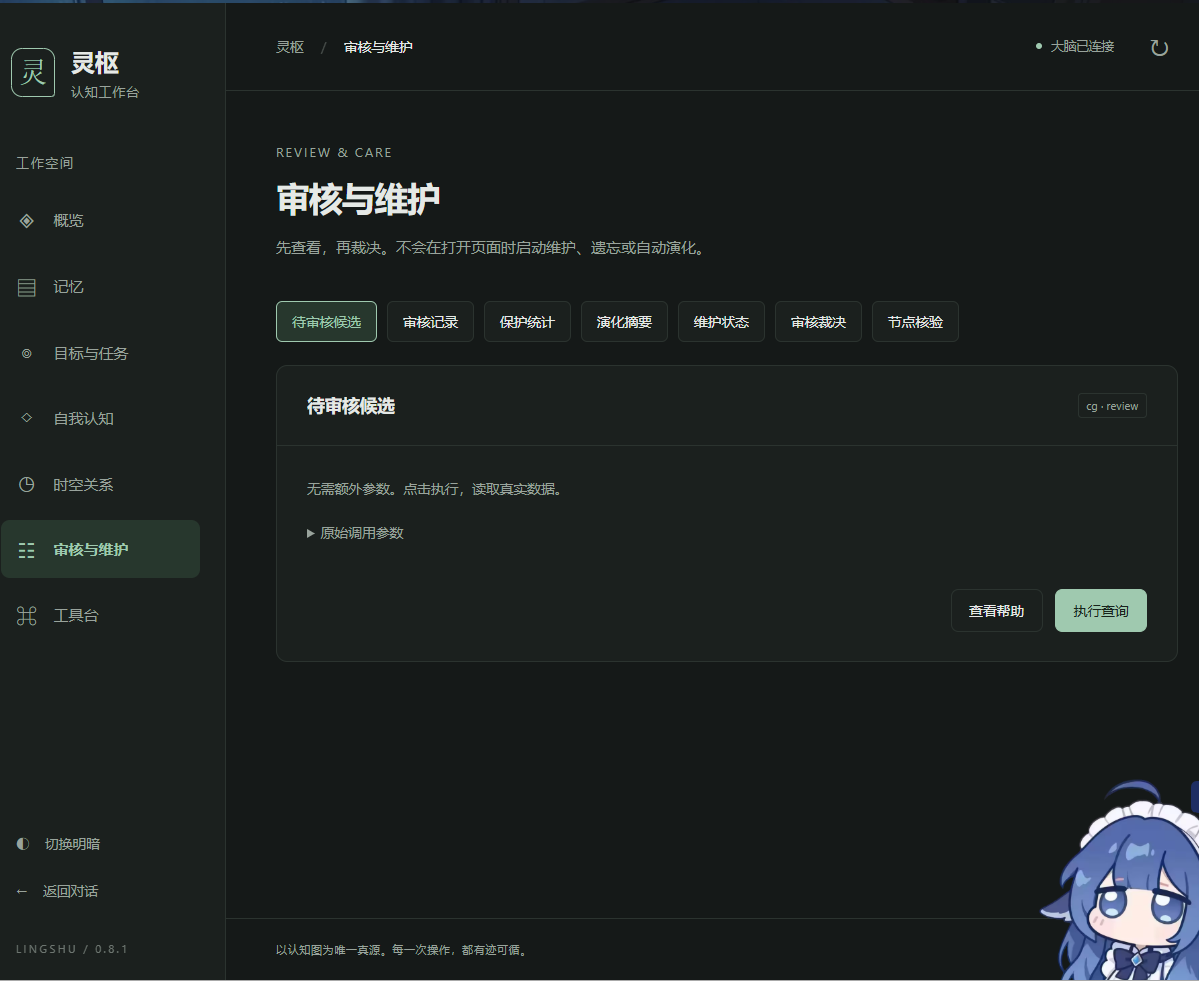 灵
灵枢
认知工作台
工作空间
概览
记忆
目标与任务
自我认知
时空关系
审核与维护
工具台
切换明暗
← 返回对话
LINGSHU / 0.8.1
灵枢 / 审核与维护
大脑已连接
REVIEW & CARE
审核与维护
先查看，再裁决。不会在打开页面时启动维护、遗忘或自动演化。
待审核候选 审核记录 保护统计 演化摘要 维护状态 审核裁决 节点核验
待审核候选
cg · review
无需额外参数。点击执行，读取真实数据。
原始调用参数
查看帮助 执行查询
以认知图为唯一真源。每一次操作，都有迹可循。